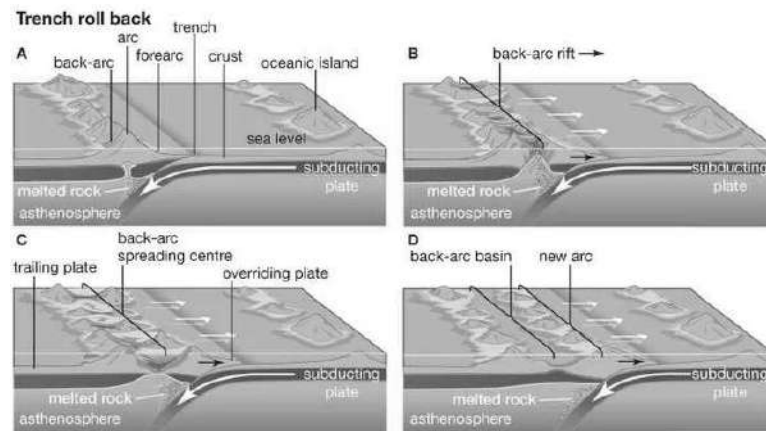 Trench roll back
A
arc
trench
back-arc
forearc
crust
oceanic island
sea level
subducting
plate
melted rock
asthenosphere
B
back-arc rift
subducting
plate
melted rock
asthenosphere
C
back-arc
spreading centre
trailing plate
overriding plate
subducting
plate
melted rock
asthenosphere
D
back-arc basin
new arc
subducting
plate
melted rock
asthenosphere